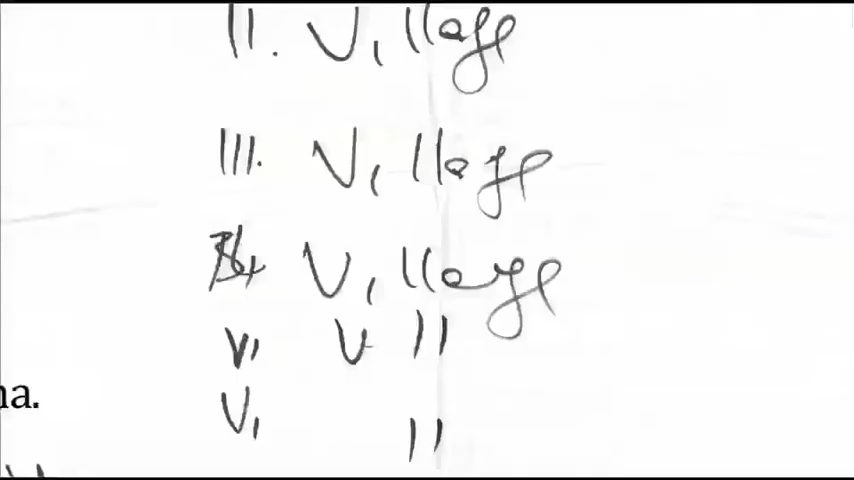 II. Village
III. Village
Village
VI V "
na.
VI "